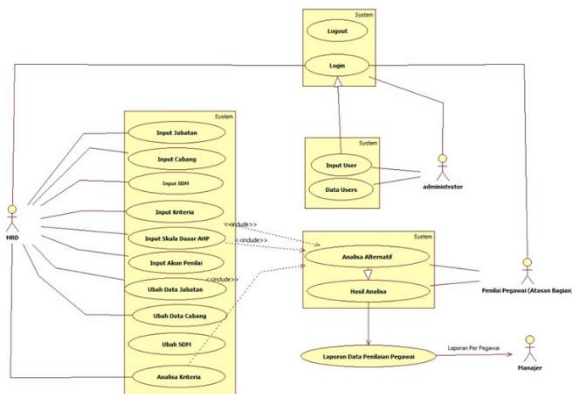 System
Logout
Login
System
Input Jabatan
Input Cabang
Input SDM
Input Kriteria
Input Skala Dasar AHP
Input Akun Penilai
Ubah Data Jabatan
Ubah Data Cabang
Ubah SDM
Analisa Kriteria
HRD
<<include>>
<<include>>
<<include>>
System
Input User
Data Users
administrator
System
Analisa Alternatif
Hasil Analisa
Penilai Pegawai (Atasan Bagian)
Laporan Data Penilaian Pegawai
Laporan Per Pegawai
Manajer